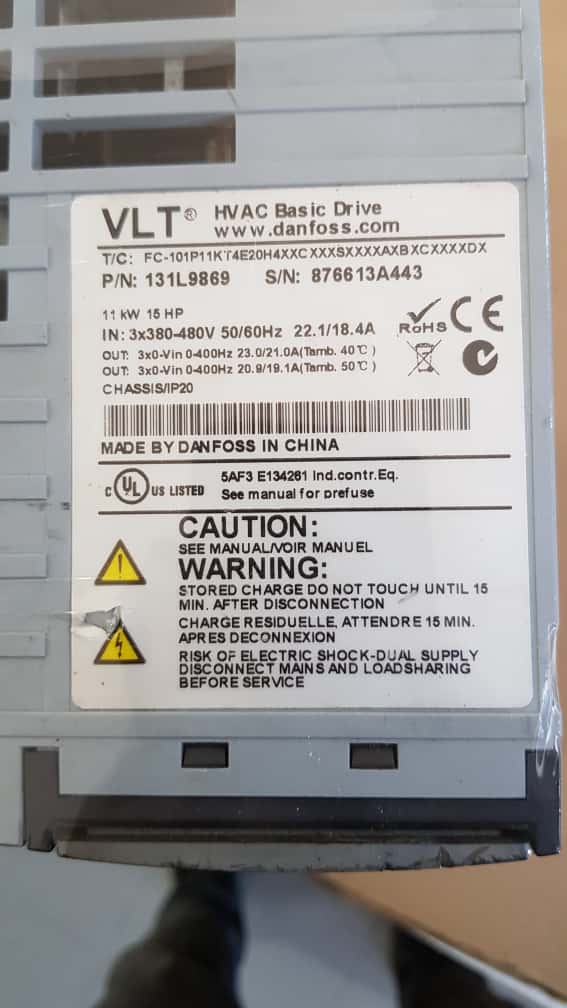 VLT® HVAC Basic Drive
www.danfoss.com
T/C: FC-101P11KT4E20H4XXCXXXSXXXXAXBXCXXXXDX
P/N: 131L9869 S/N: 876613A443
11 kW 15 HP
IN: 3x380-480V 50/60Hz 22.1/18.4A
OUT: 3x0-Vin 0-400Hz 23.0/21.0A(Tamb. 40℃)
OUT: 3x0-Vin 0-400Hz 20.9/19.1A(Tamb. 50℃)
CHASSIS/IP20
RoHS CE
MADE BY DANFOSS IN CHINA
c UL US LISTED
5AF3 E134261 Ind.contr.Eq.
See manual for prefuse
CAUTION:
SEE MANUAL/VOIR MANUEL
WARNING:
STORED CHARGE DO NOT TOUCH UNTIL 15
MIN. AFTER DISCONNECTION
CHARGE RESIDUELLE, ATTENDRE 15 MIN.
APRES DECONNEXION
RISK OF ELECTRIC SHOCK-DUAL SUPPLY
DISCONNECT MAINS AND LOADSHARING
BEFORE SERVICE